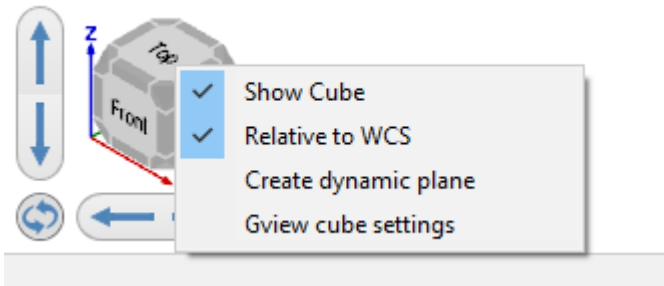 Z
Top
Front
Show Cube
Relative to WCS
Create dynamic plane
Gview cube settings